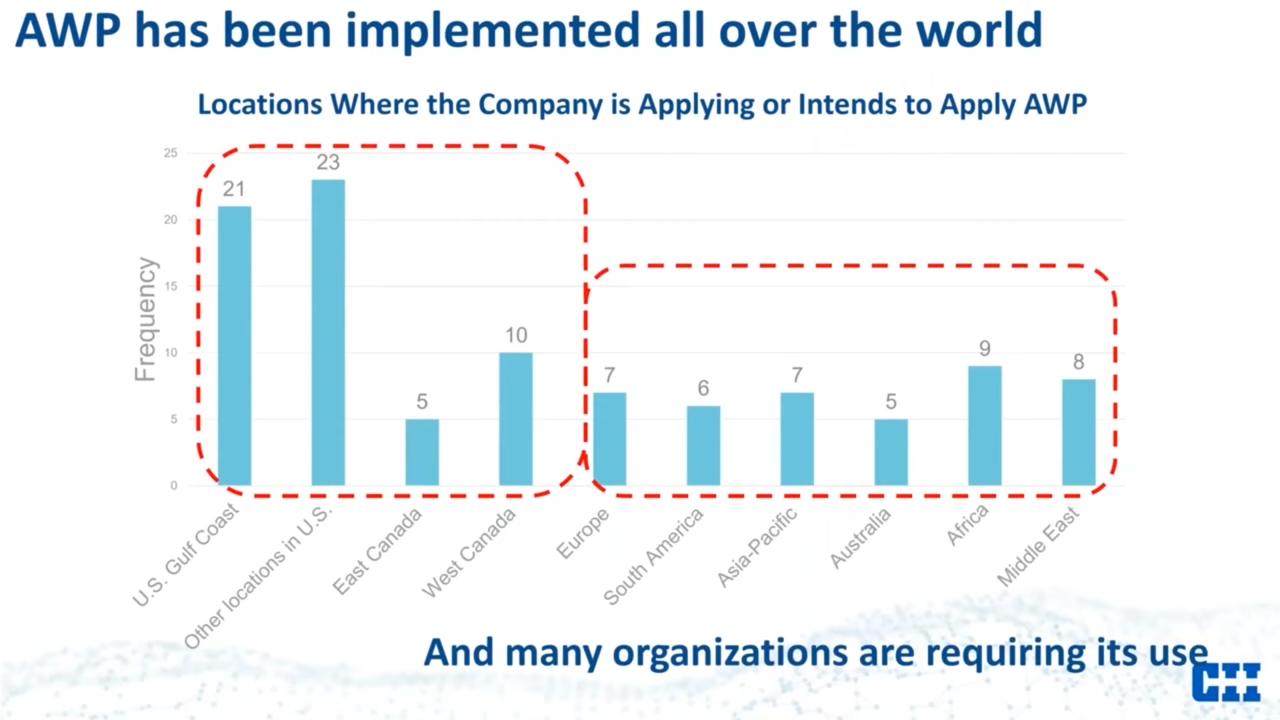 AWP has been implemented all over the world
Locations Where the Company is Applying or Intends to Apply AWP
Frequency
25
20
15
10
5
0
21
23
5
10
7
6
7
5
9
8
U.S. Gulf Coast
Other locations in U.S.
East Canada
West Canada
Europe
South America
Asia-Pacific
Australia
Africa
Middle East
And many organizations are requiring its use
CII